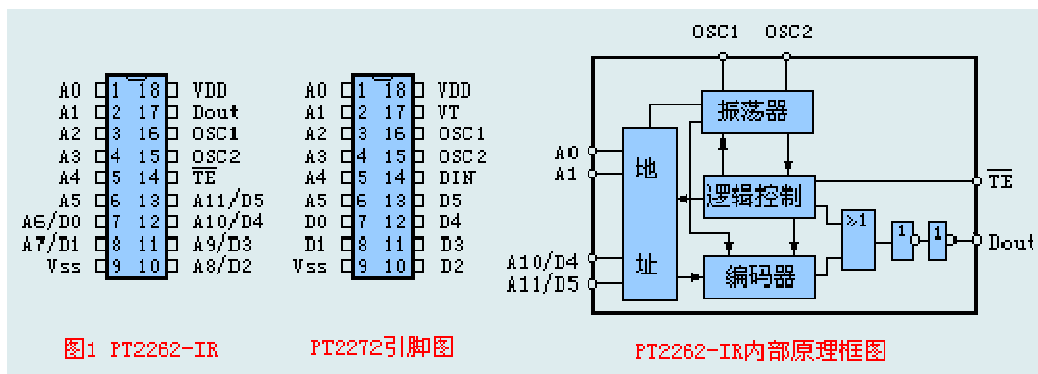 A0 1 18 VDD
A1 2 17 Dout
A2 3 16 OSC1
A3 4 15 OSC2
A4 5 14 TE
A5 6 13 A11/D5
A6/D0 7 12 A10/D4
A7/D1 8 11 A9/D3
Vss 9 10 A8/D2
图1 PT2262-IR
A0 1 18 VDD
A1 2 17 VT
A2 3 16 OSC1
A3 4 15 OSC2
A4 5 14 DIN
A5 6 13 D5
D0 7 12 D4
D1 8 11 D3
Vss 9 10 D2
PT2272引脚图
OSC1 OSC2
振荡器
A0
A1
地
址
逻辑控制
TE
≥1
1
1
Dout
A10/D4
A11/D5
编码器
PT2262-IR内部原理框图